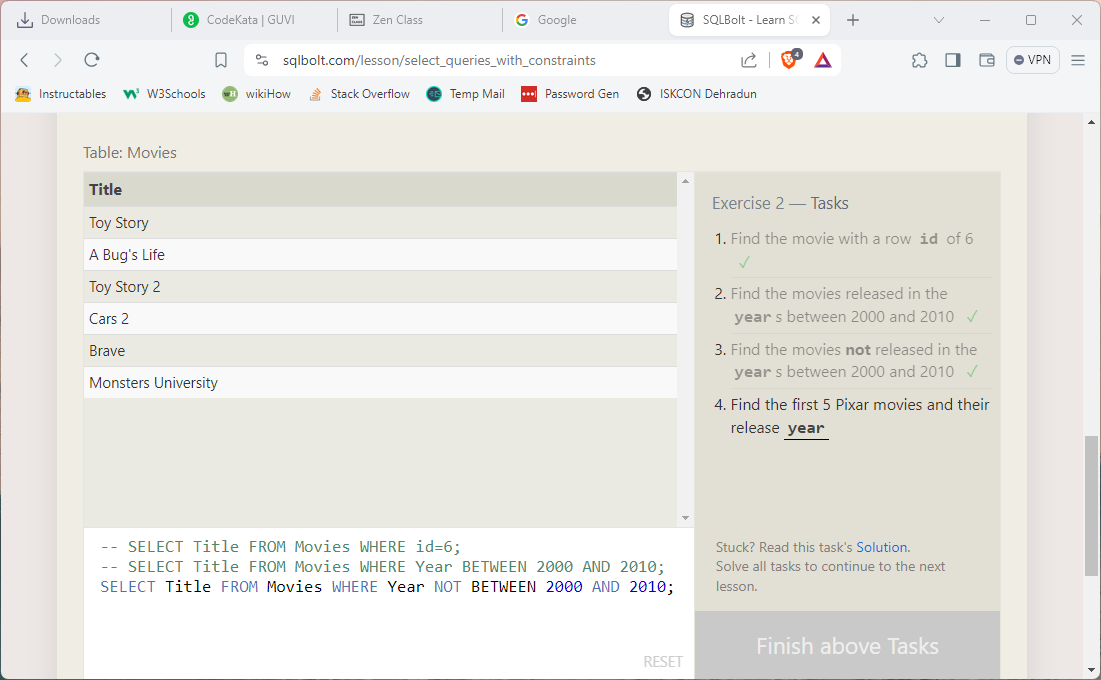 Downloads
CodeKata | GUVI
Zen Class
Google
SQLBolt - Learn S
sqlbolt.com/lesson/select_queries_with_constraints
4
VPN
Instructables
W3Schools
wikiHow
Stack Overflow
Temp Mail
Password Gen
ISKCON Dehradun
Table: Movies
Title
Toy Story
A Bug's Life
Toy Story 2
Cars 2
Brave
Monsters University
-- SELECT Title FROM Movies WHERE id=6;
-- SELECT Title FROM Movies WHERE Year BETWEEN 2000 AND 2010;
SELECT Title FROM Movies WHERE Year NOT BETWEEN 2000 AND 2010;
RESET
Exercise 2 — Tasks
1. Find the movie with a row id of 6
✓
2. Find the movies released in the
year s between 2000 and 2010 ✓
3. Find the movies not released in the
year s between 2000 and 2010 ✓
4. Find the first 5 Pixar movies and their
release year
Stuck? Read this task's Solution.
Solve all tasks to continue to the next
lesson.
Finish above Tasks